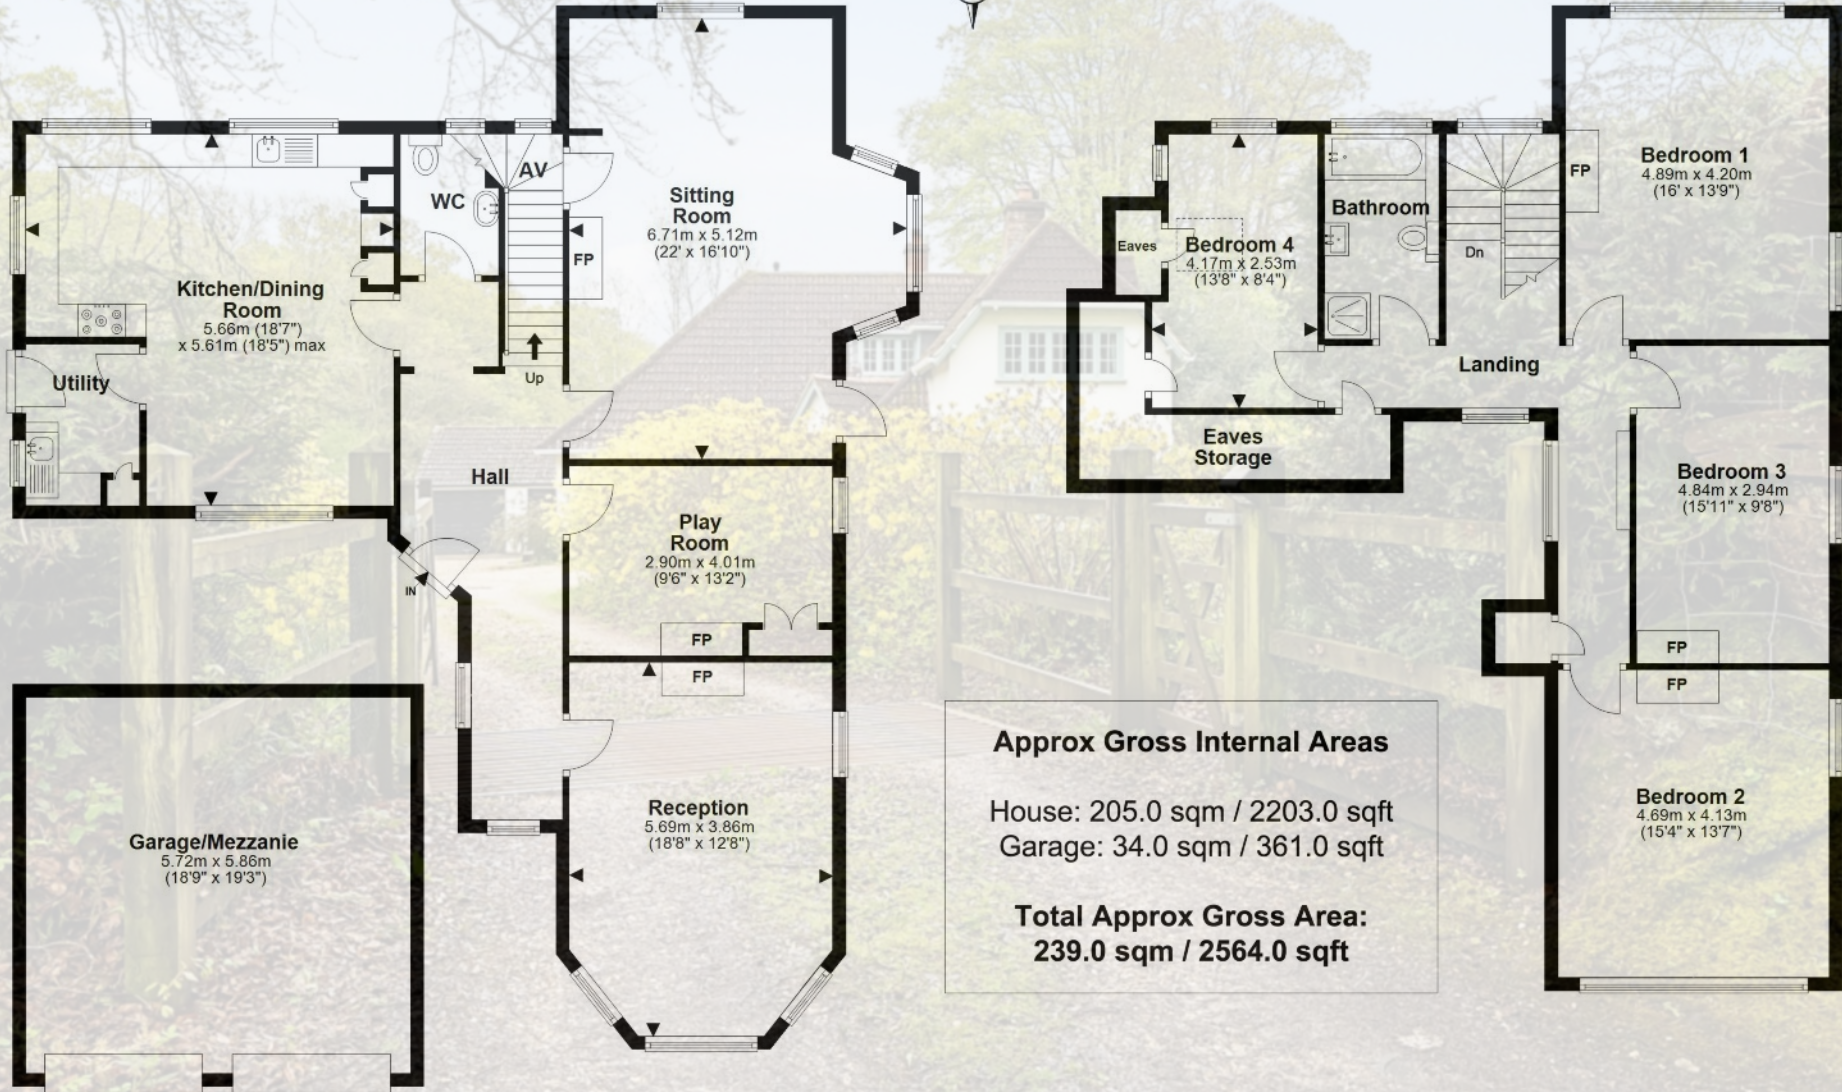 Kitchen/Dining
Room
5.66m (18'7")
x 5.61m (18'5") max
Utility
WC
AV
Up
Hall
IN
Sitting
Room
6.71m x 5.12m
(22' x 16'10")
FP
Play
Room
2.90m x 4.01m
(9'6" x 13'2")
FP
FP
Reception
5.69m x 3.86m
(18'8" x 12'8")
Garage/Mezzanie
5.72m x 5.86m
(18'9" x 19'3")
Eaves
Bedroom 4
4.17m x 2.53m
(13'8" x 8'4")
Bathroom
Dn
FP
Bedroom 1
4.89m x 4.20m
(16' x 13'9")
Landing
Eaves
Storage
Bedroom 3
4.84m x 2.94m
(15'11" x 9'8")
FP
FP
Bedroom 2
4.69m x 4.13m
(15'4" x 13'7")
Approx Gross Internal Areas
House: 205.0 sqm / 2203.0 sqft
Garage: 34.0 sqm / 361.0 sqft
Total Approx Gross Area:
239.0 sqm / 2564.0 sqft